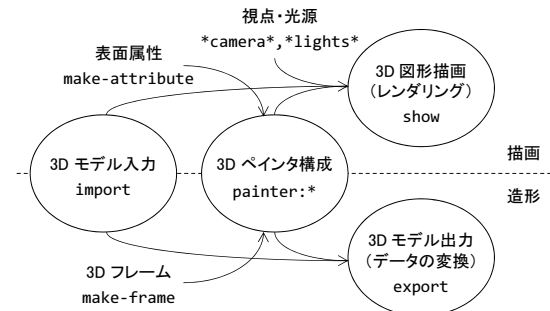 視点・光源
*camera*,*lights*
表面属性
make-attribute
3D 図形描画
(レンダリング)
show
3D モデル入力
import
3D ペインタ構成
painter:*
描画
造形
3D モデル出力
(データの変換)
export
3D フレーム
make-frame